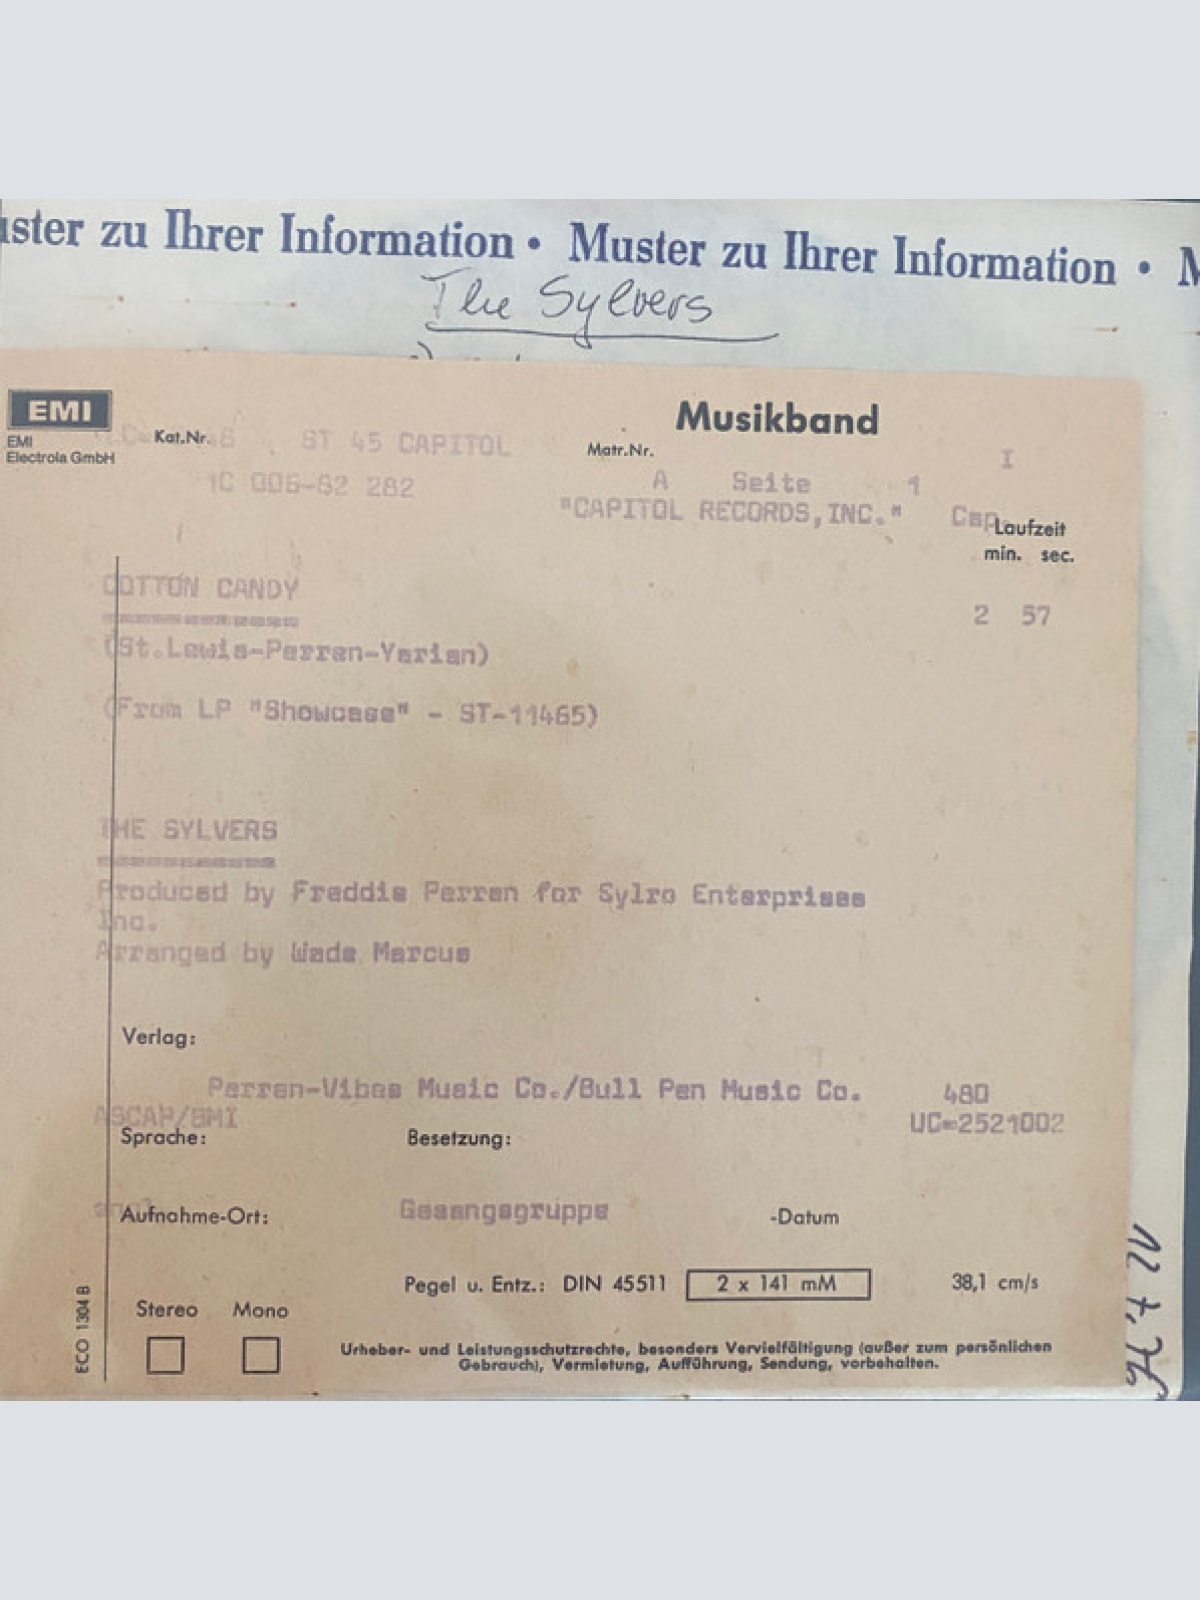 zu Ihrer Information • Muster zu Ihrer Information •
The Sylvers
EMI
EMI
Electrola GmbH
Kat.Nr.
ST 45 CAPITOL
1C 006-82 282
Musikband
Matr.Nr.
I
A Seite 1
"CAPITOL RECORDS,INC." Cap.
Laufzeit
min. sec.
COTTON CANDY
2 57
(St.Lewis-Perren-Yarian)
(From LP "Showcase" - ST-11465)
THE SYLVERS
Produced by Freddie Perren for Sylro Enterprises
Inc.
Arranged by Wade Marcus
Verlag:
Perren-Vibes Music Co./Bull Pen Music Co. 480
ASCAP/BMI
UC=2521002
Sprache:
Besetzung:
Aufnahme-Ort:
Gesangsgruppe
-Datum
Pegel u. Entz.: DIN 45511 2 x 141 mM 38,1 cm/s
Stereo Mono
ECO 1304 B
Urheber- und Leistungsschutzrechte, besonders Vervielfältigung (außer zum persönlichen
Gebrauch), Vermietung, Aufführung, Sendung, vorbehalten.